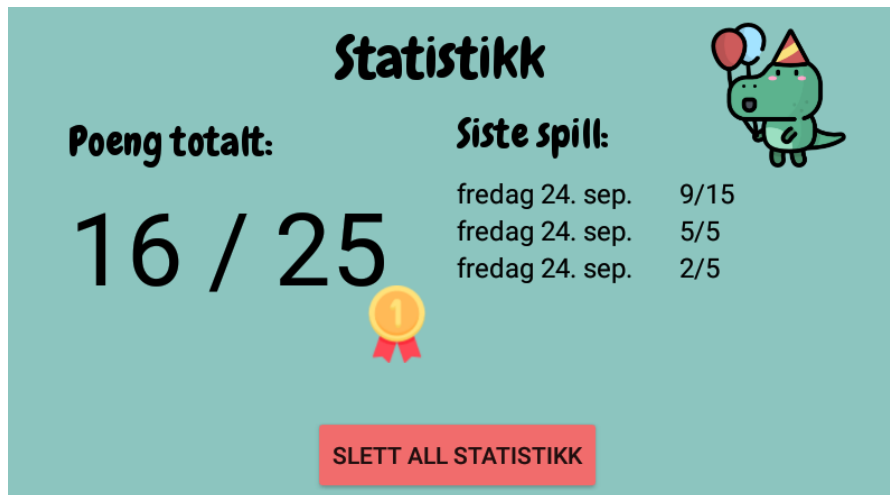 Statistikk
Poeng totalt:
16 / 25
1
Siste spill:
fredag 24. sep. 9/15
fredag 24. sep. 5/5
fredag 24. sep. 2/5
SLETT ALL STATISTIKK